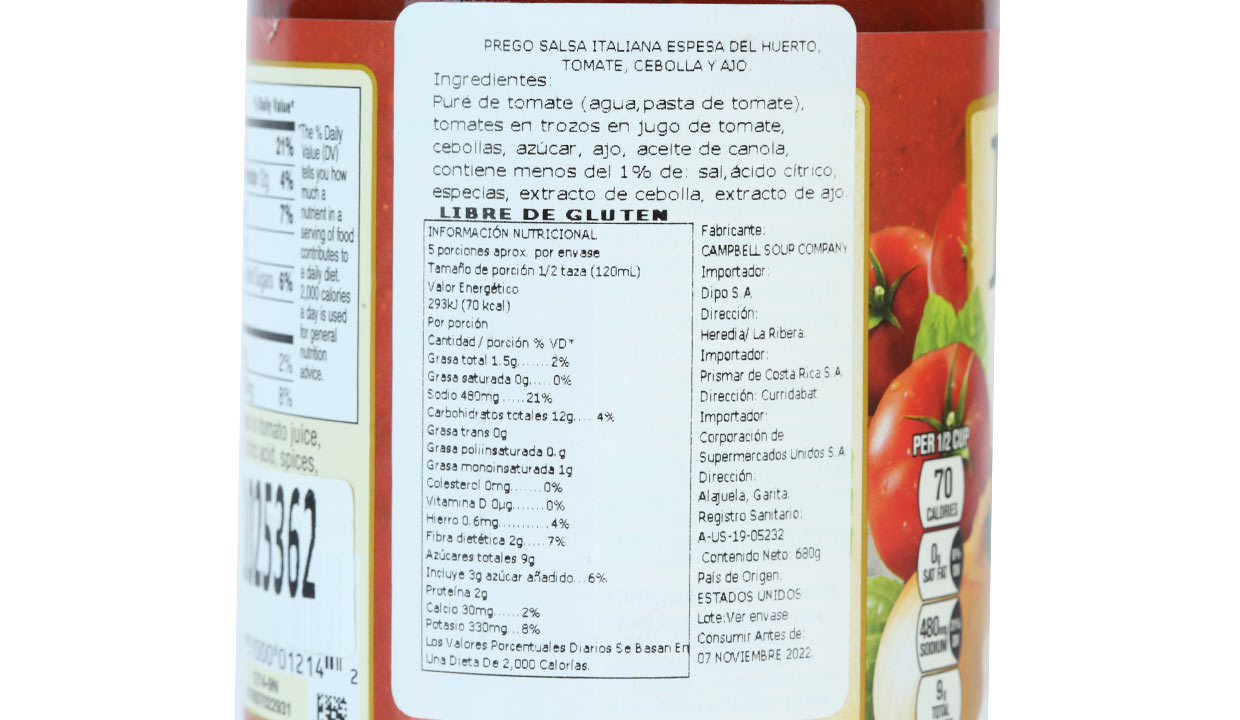 PREGO SALSA ITALIANA ESPESA DEL HUERTO,
TOMATE, CEBOLLA Y AJO.
Ingredientes:
Puré de tomate (agua,pasta de tomate),
tomates en trozos en jugo de tomate,
cebollas, azúcar, ajo, aceite de canola,
contiene menos del 1% de: sal,ácido cítrico,
especias, extracto de cebolla, extracto de ajo.
LIBRE DE GLUTEN
INFORMACIÓN NUTRICIONAL
5 porciones aprox. por envase
Tamaño de porción 1/2 taza (120mL)
Valor Energético
293kJ (70 kcal)
Por porción
Cantidad / porción % VD*
Grasa total 1.5g.......2%
Grasa saturada 0g.....0%
Sodio 480mg.....21%
Carbohidratos totales 12g.... 4%
Grasa trans 0g
Grasa poliinsaturada 0.g
Grasa monoinsaturada 1g
Colesterol 0mg.......0%
Vitamina D 0µg.......0%
Hierro 0.6mg..........4%
Fibra dietética 2g.....7%
Azúcares totales 9g
Incluye 3g azúcar añadido...6%
Proteína 2g
Calcio 30mg......2%
Potasio 330mg...8%
Los Valores Porcentuales Diarios Se Basan En
Una Dieta De 2,000 Calorías.
Fabricante:
CAMPBELL SOUP COMPANY
Importador:
Dipo S.A.
Dirección:
Heredia/ La Ribera.
Importador:
Prismar de Costa Rica S.A.
Dirección: Curridabat.
Importador:
Corporación de
Supermercados Unidos S.A.
Dirección:
Alajuela, Garita.
Registro Sanitario:
A-US-19-05232
Contenido Neto: 680g
País de Origen:
ESTADOS UNIDOS
Lote:Ver envase
Consumir Antes de:
07 NOVIEMBRE 2022.
% Daily Value*
21%
4%
7%
6%
2%
8%
*The % Daily
Value (DV)
tells you how
much a
nutrient in a
serving of food
contributes to
a daily diet.
2,000 calories
a day is used
for general
nutrition
advice.
tomato juice,
acid, spices,
25362
01214 2
PER 1/2 CUP
70
CALORIES
0g
SAT FAT
480mg
SODIUM
9g
TOTAL